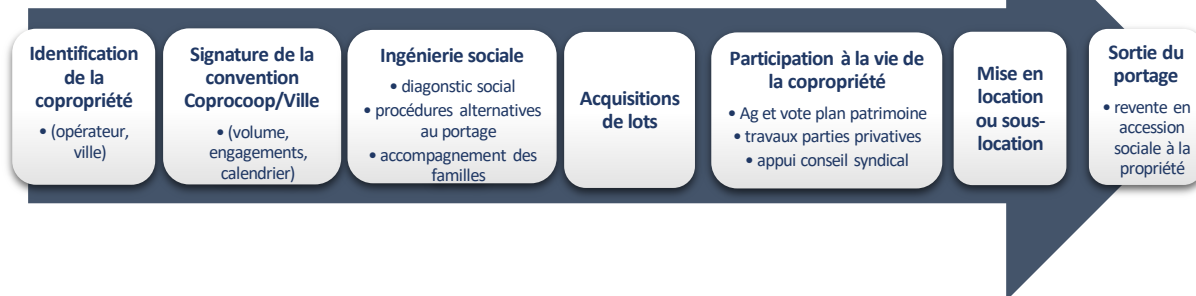 Identification
de la
copropriété
• (opérateur,
ville)
Signature de la
convention
Coprocoop/Ville
• (volume,
engagements,
calendrier)
Ingénierie sociale
• diagonstic social
• procédures alternatives
au portage
• accompagnement des
familles
Acquisitions
de lots
Participation à la vie de
la copropriété
• Ag et vote plan patrimoine
• travaux parties privatives
• appui conseil syndical
Mise en
location
ou sous-
location
Sortie du
portage
• revente en
accession
sociale à la
propriété